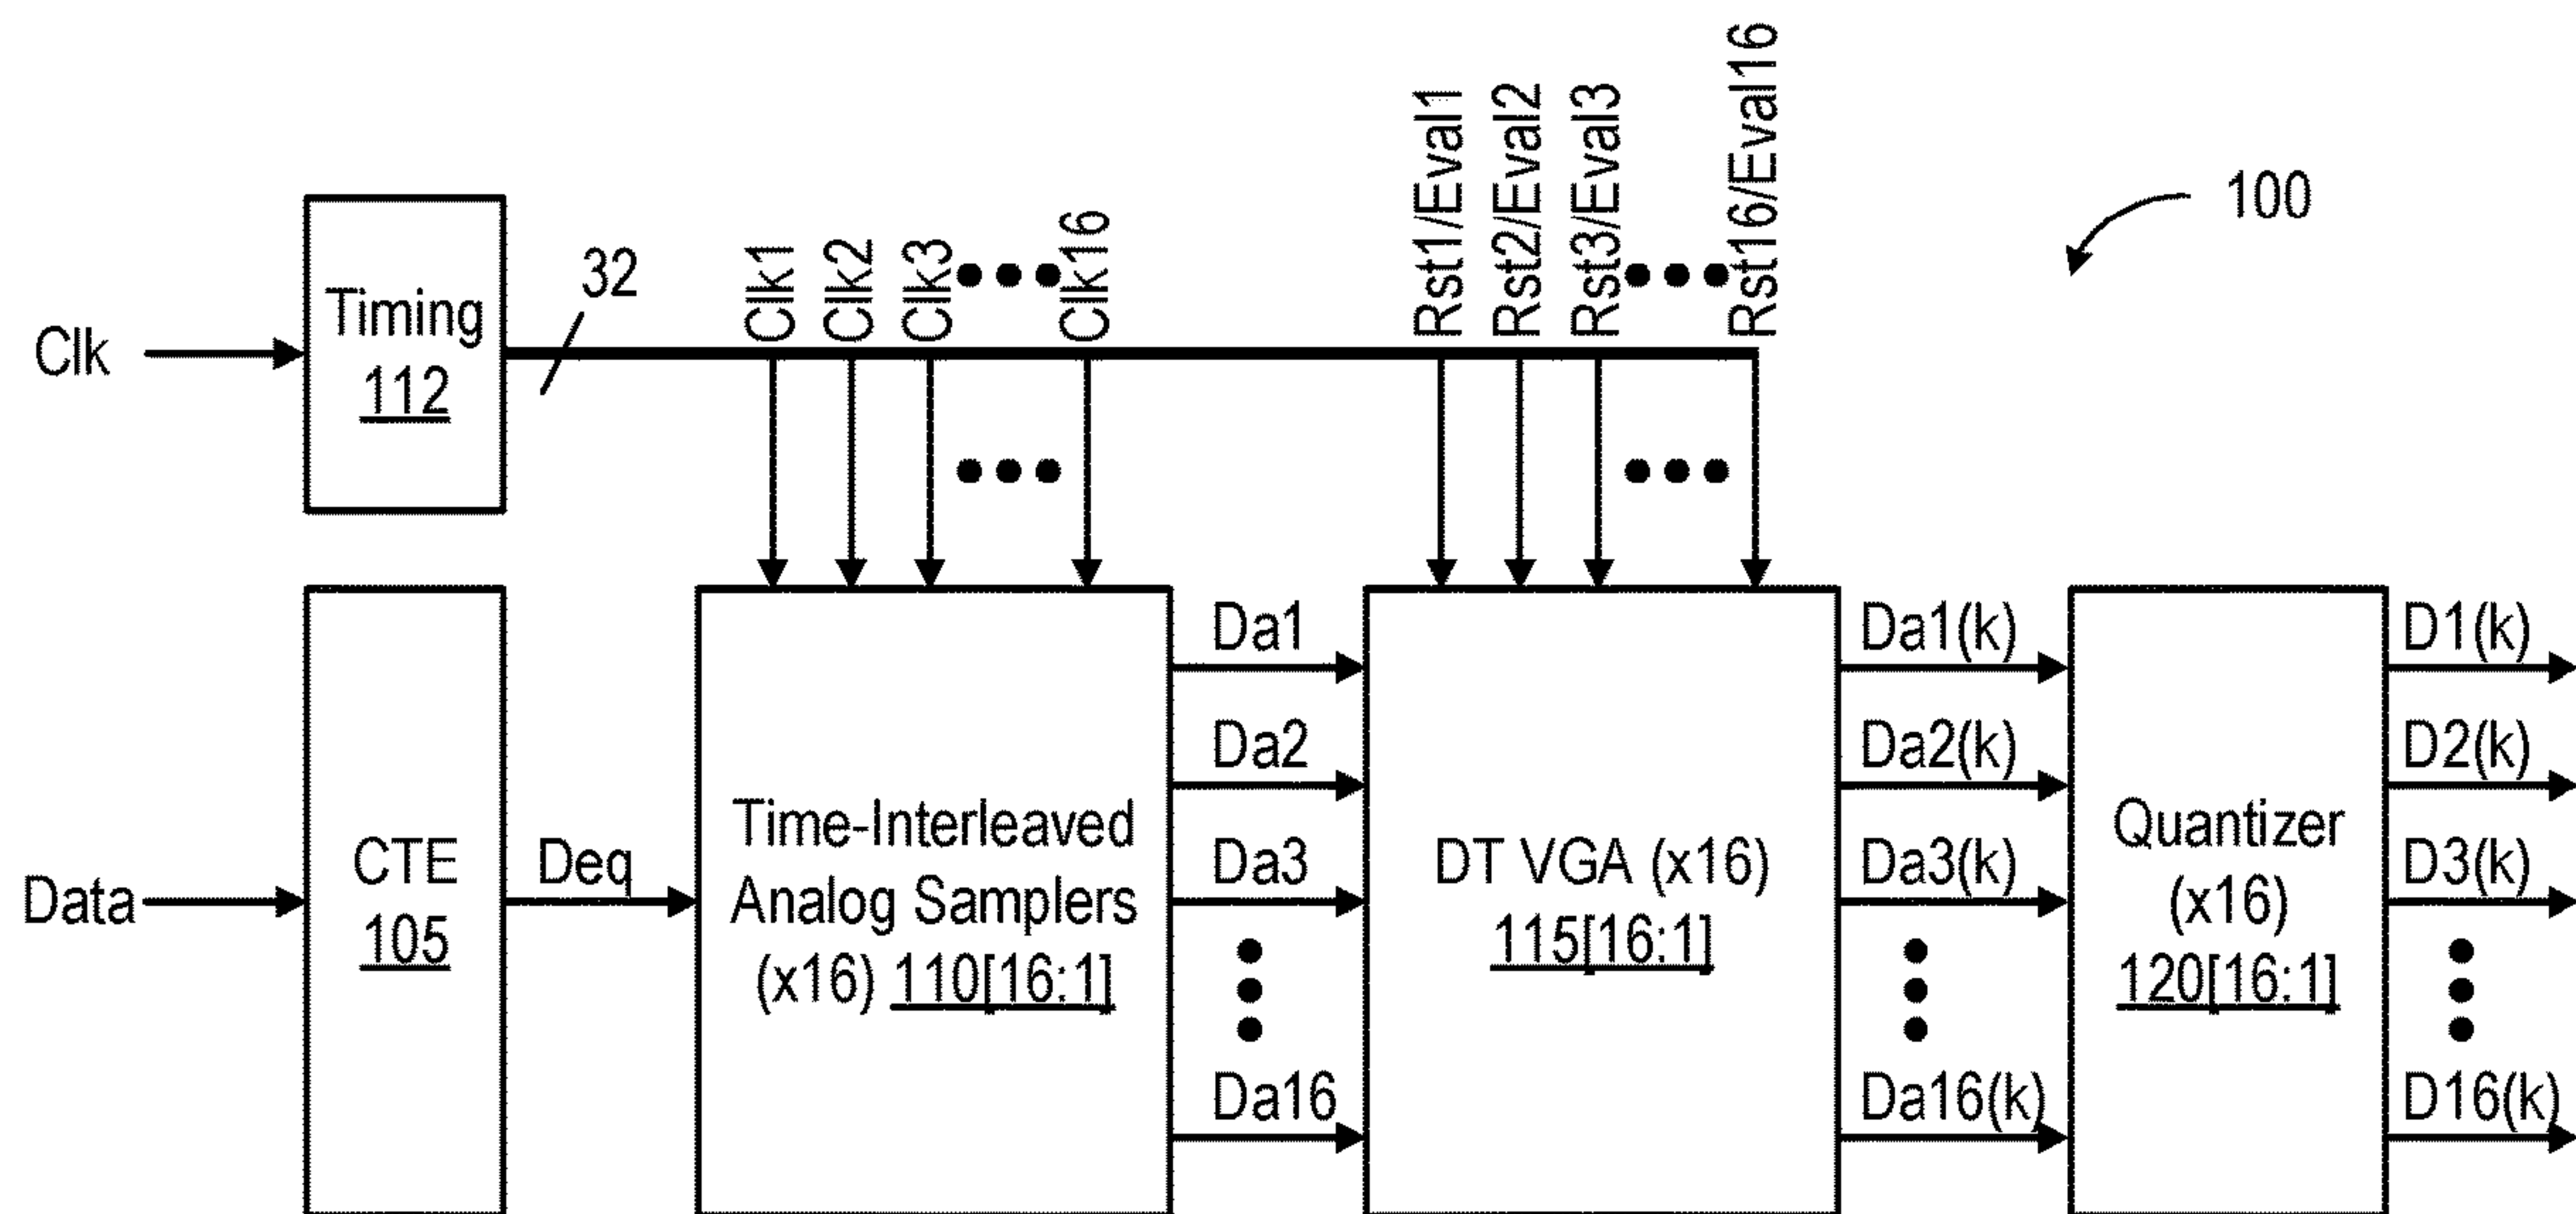 Clk
Timing
112
32
Clk1
Clk2
Clk3
Clk16
Rst1/Eval1
Rst2/Eval2
Rst3/Eval3
Rst16/Eval16
100
Data
CTE
105
Deq
Time-Interleaved
Analog Samplers
(x16) 110[16:1]
Da1
Da2
Da3
Da16
DT VGA (x16)
115[16:1]
Da1(k)
Da2(k)
Da3(k)
Da16(k)
Quantizer
(x16)
120[16:1]
D1(k)
D2(k)
D3(k)
D16(k)